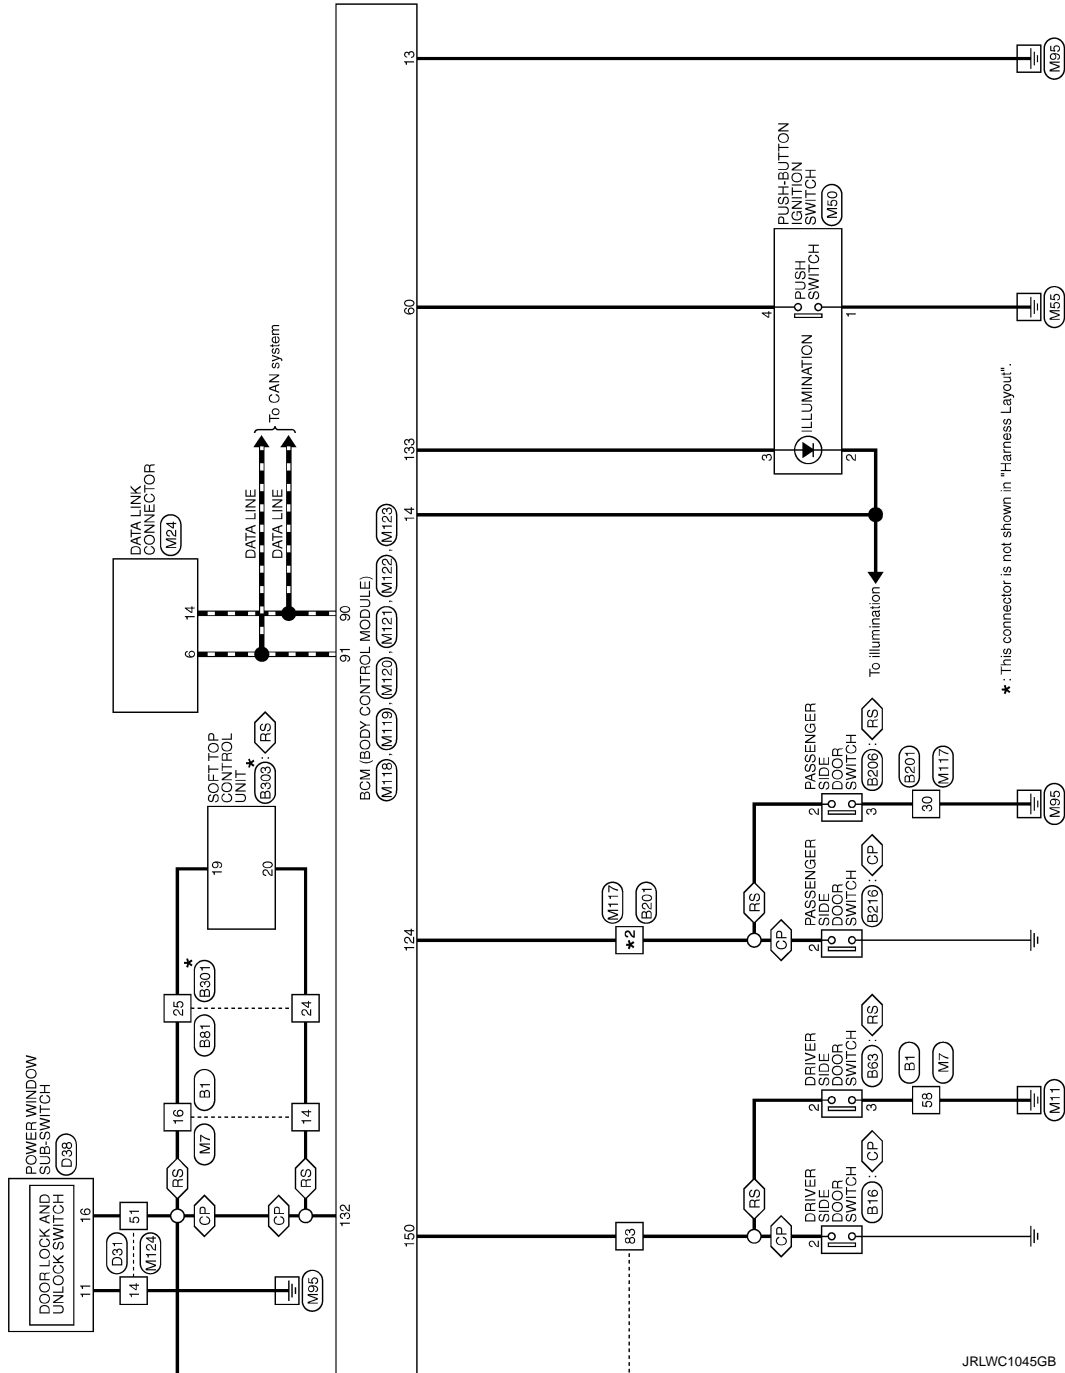 POWER WINDOW
SUB-SWITCH
D38
DOOR LOCK AND
UNLOCK SWITCH
16
11
51
14
D31
M124
M95
RS
CP
RS
CP
16
14
M7
B1
25
24
B81
B301
*
SOFT TOP
CONTROL
UNIT
*
B303 : RS
19
20
DATA LINK
CONNECTOR
M24
6
14
DATA LINE
DATA LINE
To CAN system
BCM (BODY CONTROL MODULE)
M118 , M119 , M120 , M121 , M122 , M123
132
91
90
150
124
14
133
60
13
83
*2
M117
B201
RS
CP
DRIVER
SIDE
DOOR
SWITCH
B16 : CP
2
DRIVER
SIDE
DOOR
SWITCH
B63 : RS
2
3
58
B1
M7
M11
RS
CP
PASSENGER
SIDE
DOOR
SWITCH
B216 : CP
2
PASSENGER
SIDE
DOOR
SWITCH
B206 : RS
2
3
30
B201
M117
M95
To illumination
PUSH-BUTTON
IGNITION
SWITCH
M50
ILLUMINATION
PUSH
SWITCH
3
2
4
1
M55
M95
* : This connector is not shown in "Harness Layout".
JRLWC1045GB